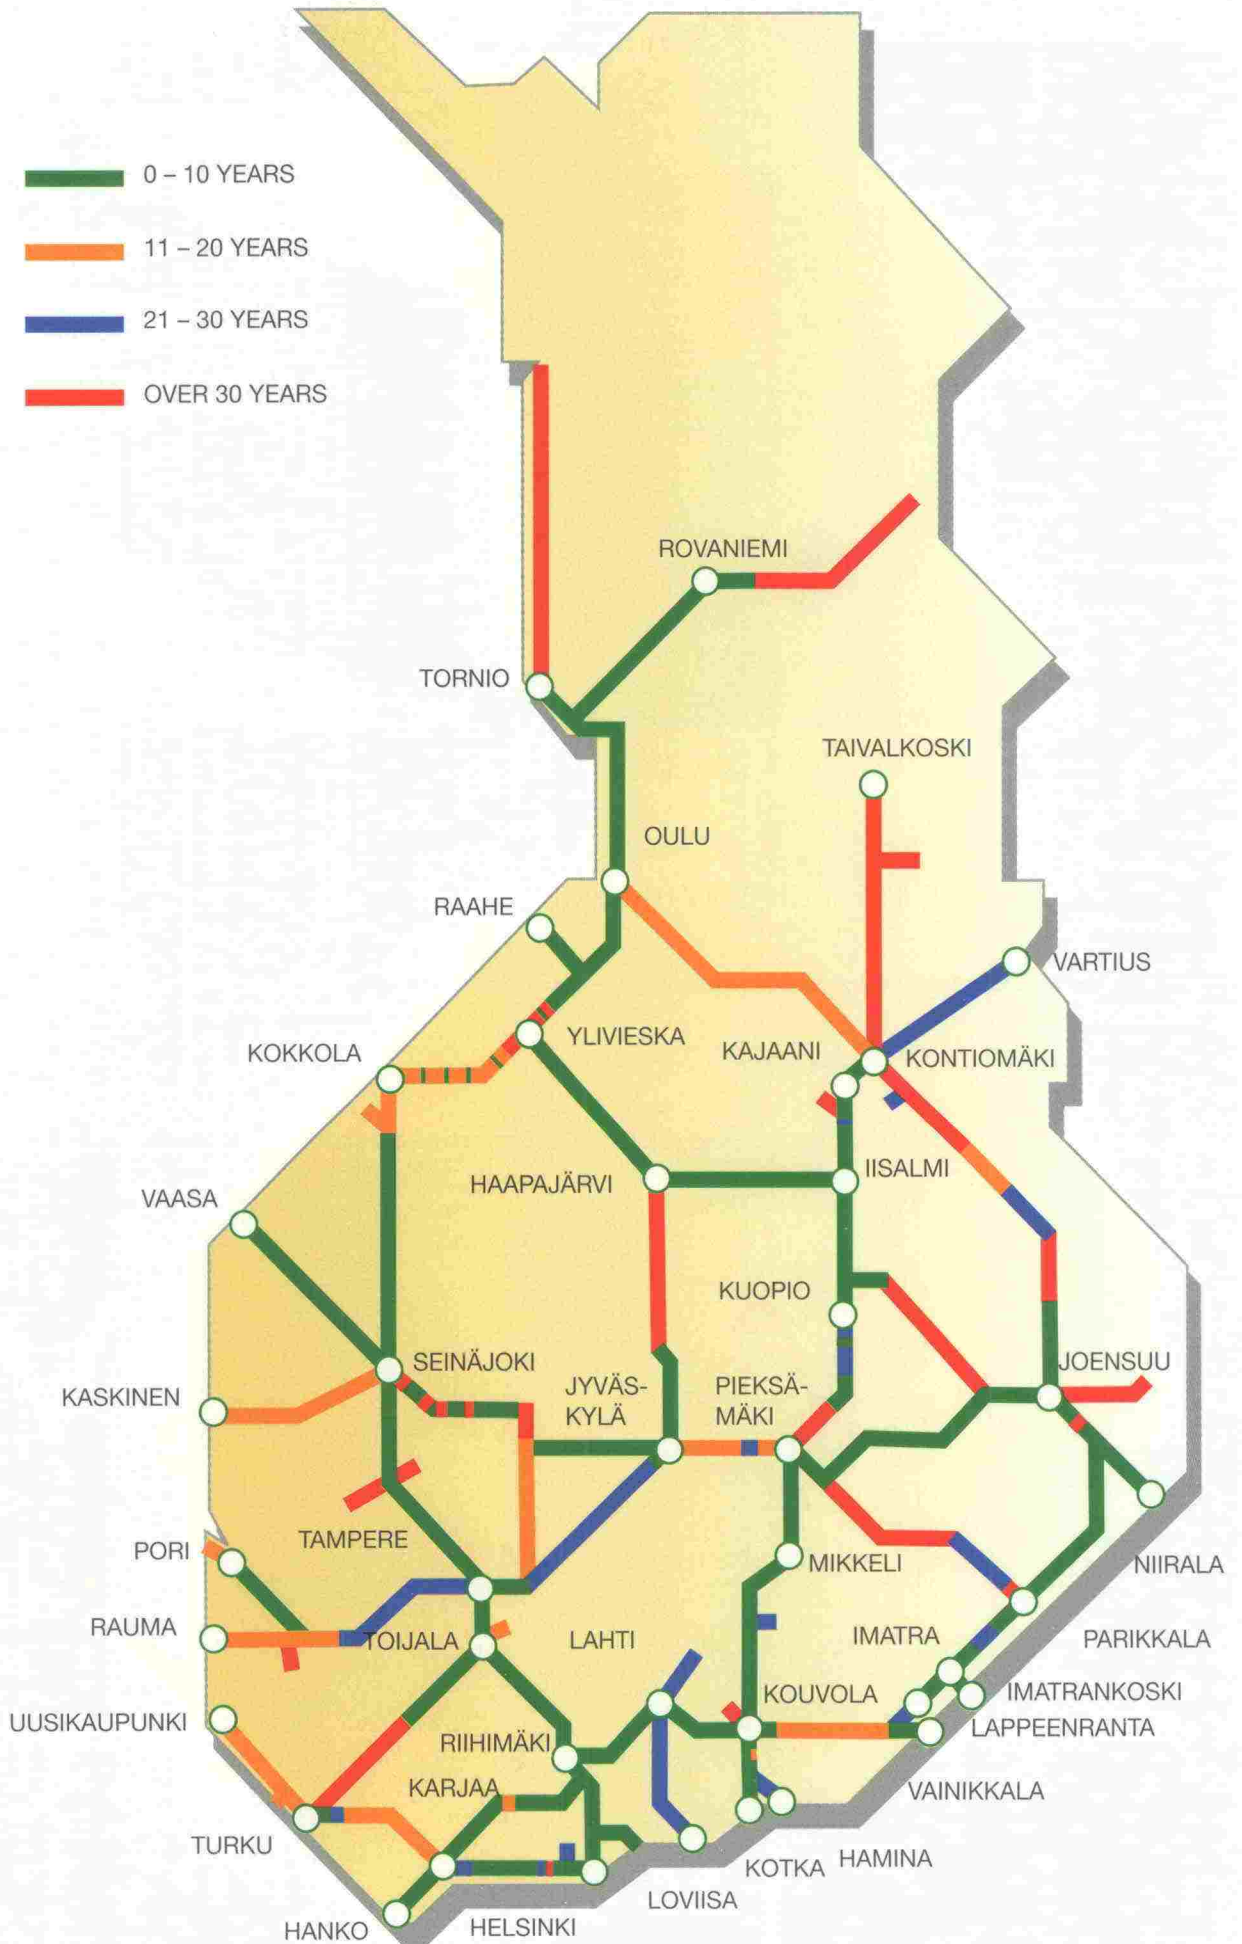 0 – 10 YEARS
11 – 20 YEARS
21 – 30 YEARS
OVER 30 YEARS
ROVANIEMI
TORNIO
TAIVALKOSKI
OULU
RAAHE
VARTIUS
YLIVIESKA
KOKKOLA
KAJAANI
KONTIOMÄKI
HAAPAJÄRVI
IISALMI
VAASA
KUOPIO
SEINÄJOKI
JOENSUU
KASKINEN
JYVÄS-
KYLÄ
PIEKSÄ-
MÄKI
TAMPERE
PORI
MIKKELI
NIIRALA
RAUMA
TOIJALA
LAHTI
IMATRA
PARIKKALA
IMATRANKOSKI
KOUVOLA
UUSIKAUPUNKI
LAPPEENRANTA
RIIHIMÄKI
KARJAA
VAINIKKALA
TURKU
KOTKA
HAMINA
LOVIISA
HANKO
HELSINKI